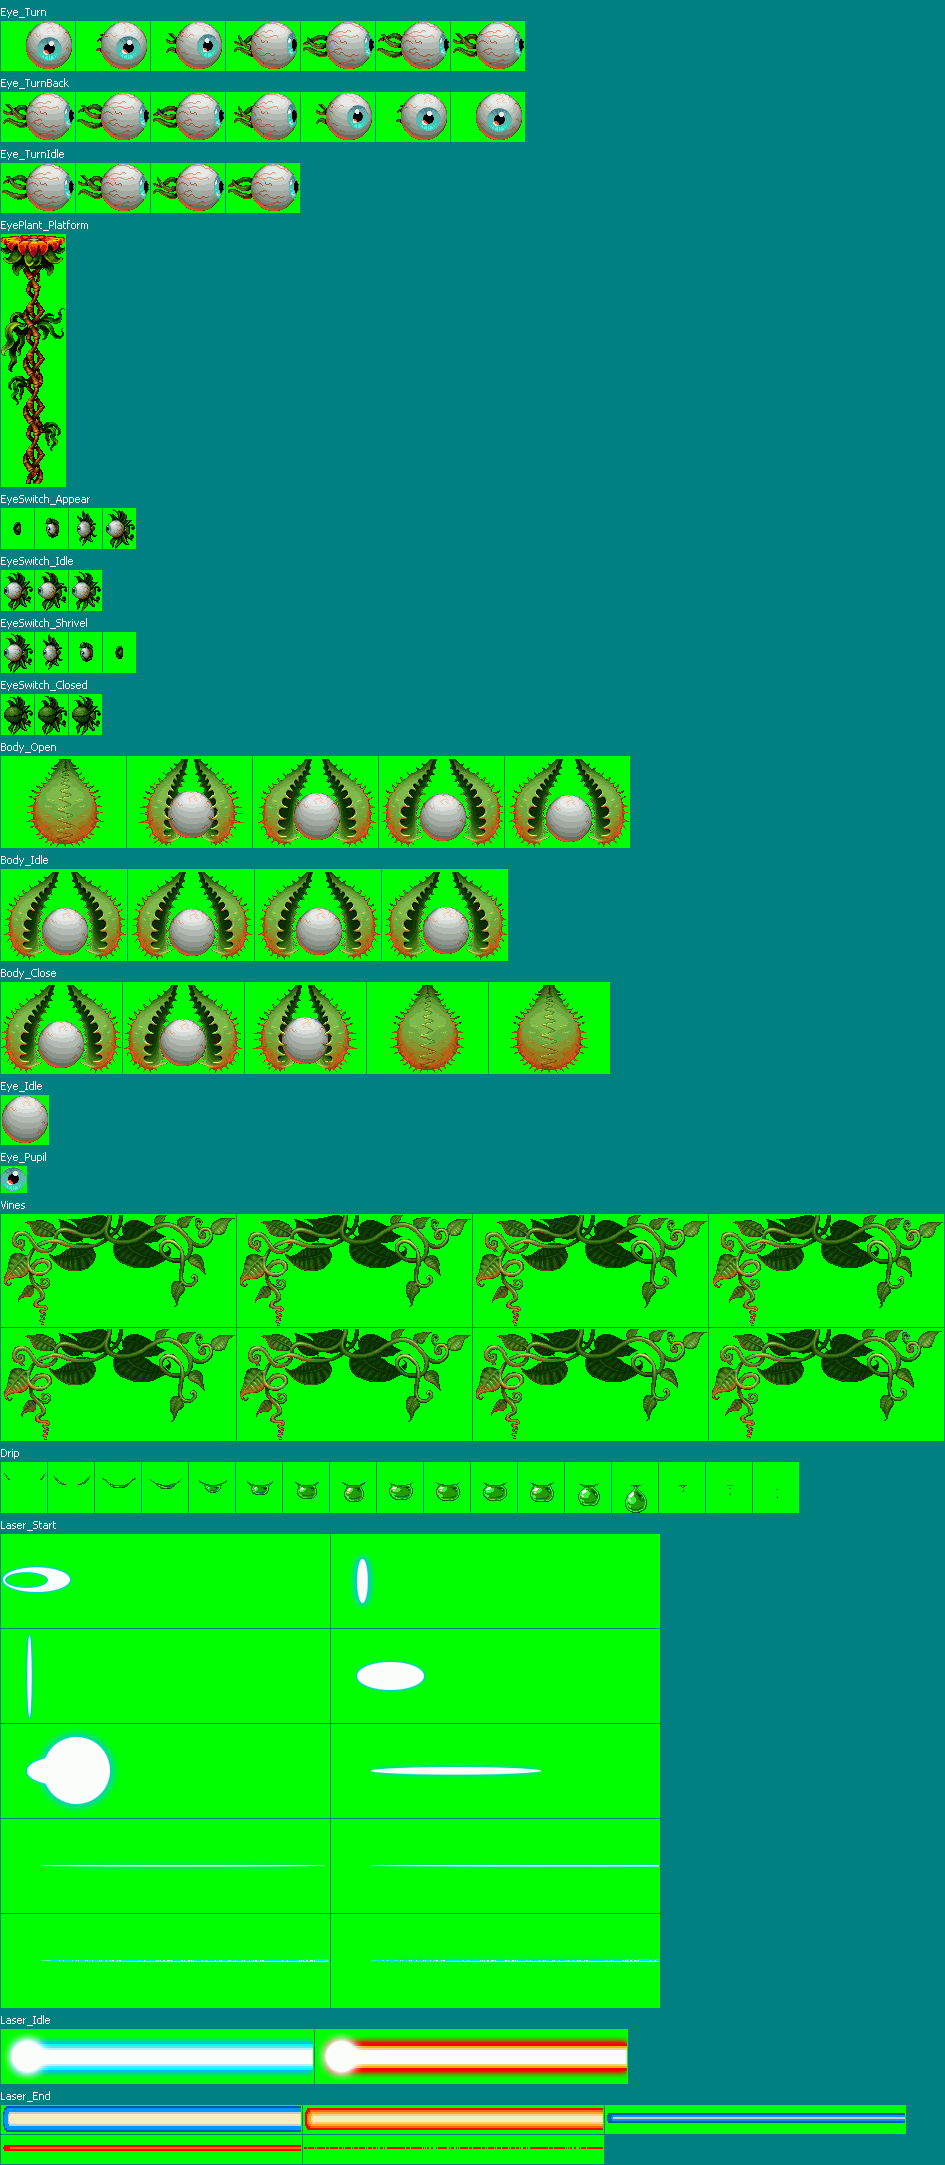 Eye_Turn
Eye_TurnBack
Eye_TurnIdle
EyePlant_Platform
EyeSwitch_Appear
EyeSwitch_Idle
EyeSwitch_Shrivel
EyeSwitch_Closed
Body_Open
Body_Idle
Body_Close
Eye_Idle
Eye_Pupil
Vines
Drip
Laser_Start
Laser_Idle
Laser_End